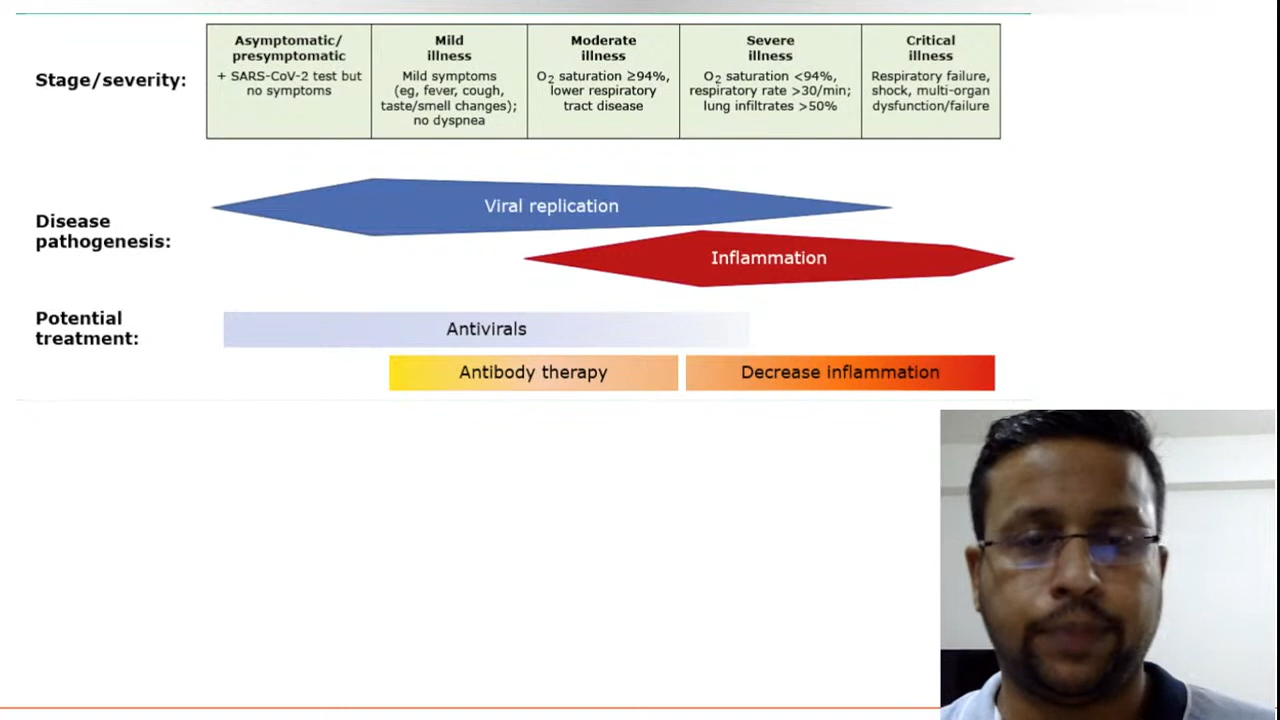 Stage/severity:
Asymptomatic/
presymptomatic
+ SARS-CoV-2 test but
no symptoms
Mild
illness
Mild symptoms
(eg, fever, cough,
taste/smell changes);
no dyspnea
Moderate
illness
O2 saturation ≥94%,
lower respiratory
tract disease
Severe
illness
O2 saturation <94%,
respiratory rate >30/min;
lung infiltrates >50%
Critical
illness
Respiratory failure,
shock, multi-organ
dysfunction/failure
Disease
pathogenesis:
Viral replication
Inflammation
Potential
treatment:
Antivirals
Antibody therapy
Decrease inflammation